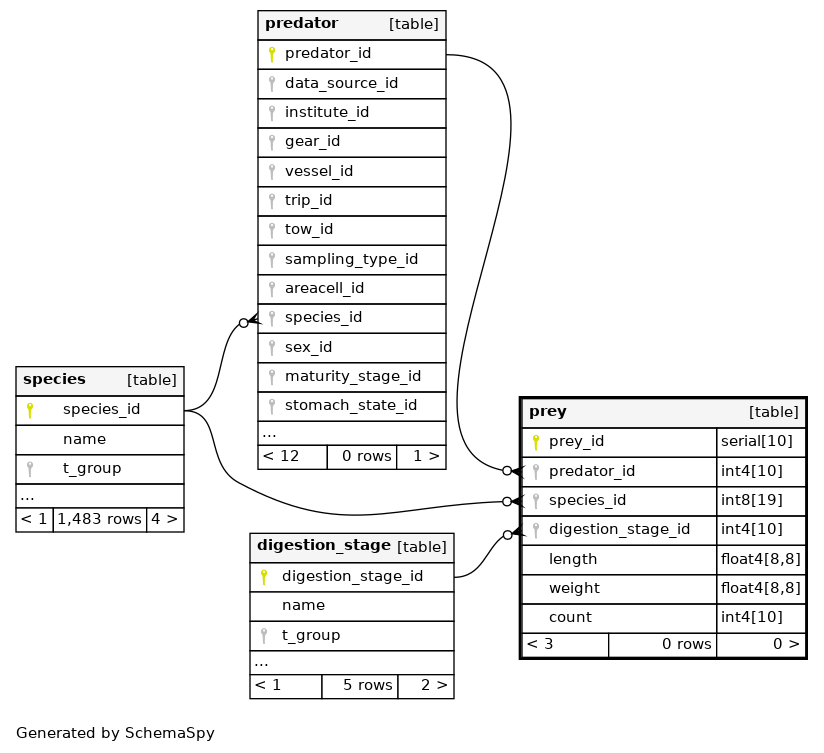 predator [table]
predator_id
data_source_id
institute_id
gear_id
vessel_id
trip_id
tow_id
sampling_type_id
areacell_id
species_id
sex_id
maturity_stage_id
stomach_state_id
...
< 12 0 rows 1 >
species [table]
species_id
name
t_group
...
< 1 1,483 rows 4 >
prey [table]
prey_id serial[10]
predator_id int4[10]
species_id int8[19]
digestion_stage_id int4[10]
length float4[8,8]
weight float4[8,8]
count int4[10]
< 3 0 rows 0 >
digestion_stage [table]
digestion_stage_id
name
t_group
...
< 1 5 rows 2 >
Generated by SchemaSpy